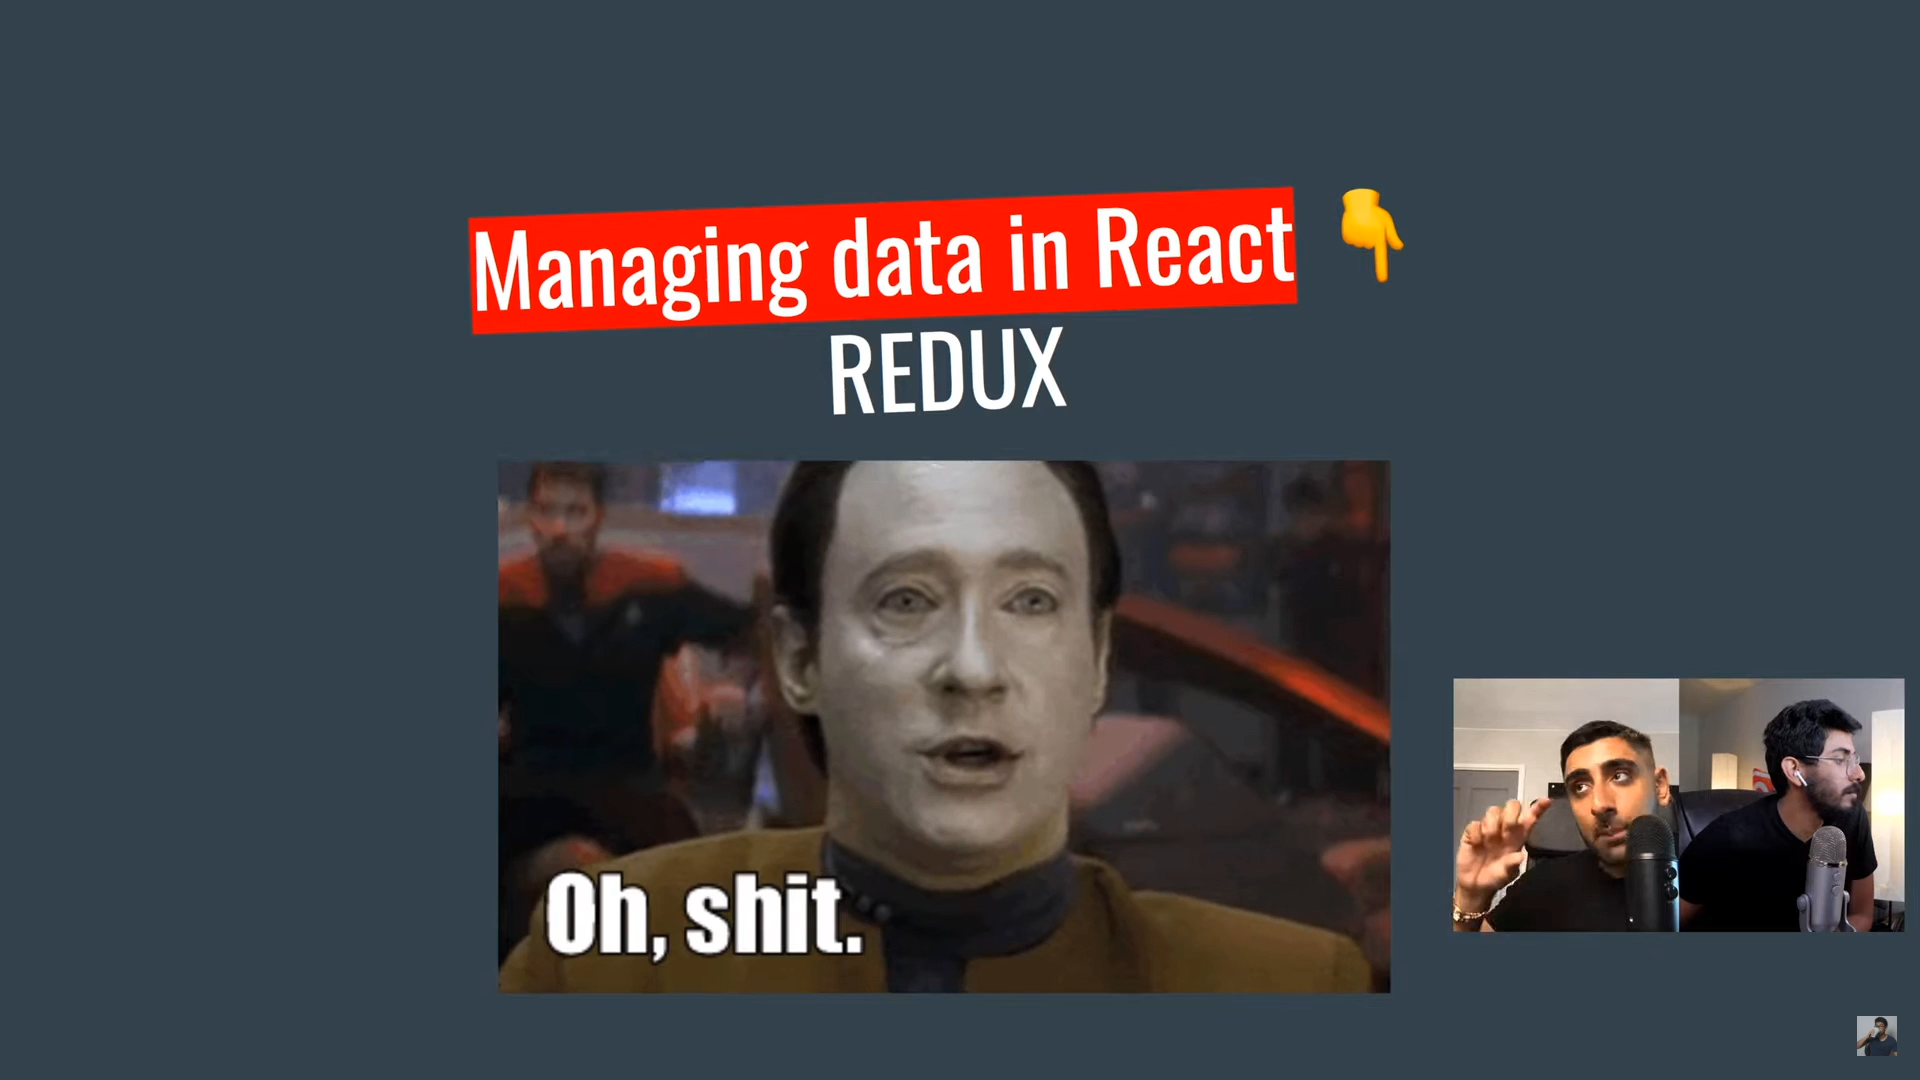 Managing data in React 👇
REDUX
Oh, shit.